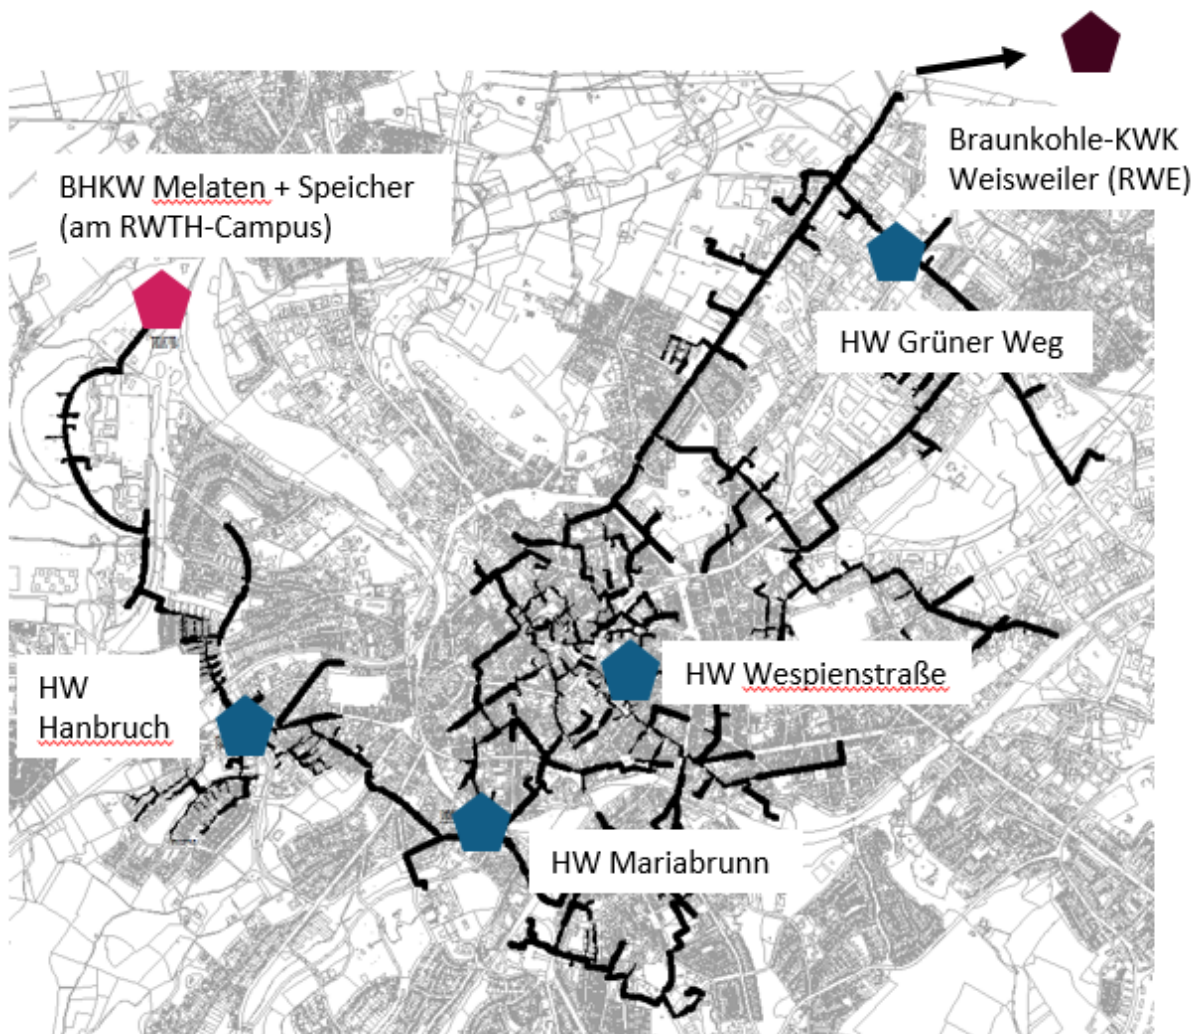 Braunkohle-KWK
Weisweiler (RWE)
BHKW Melaten + Speicher
(am RWTH-Campus)
HW Grüner Weg
HW Wespienstraße
HW
Hanbruch
HW Mariabrunn